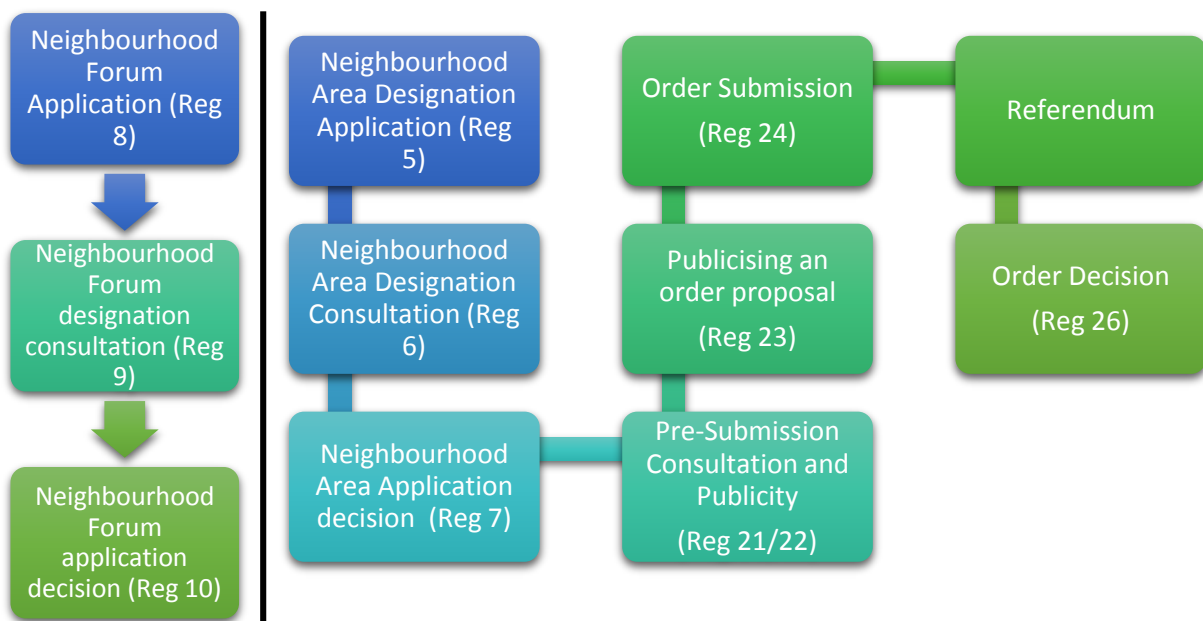 Neighbourhood
Forum
Application (Reg
8)
Neighbourhood
Forum
designation
consultation (Reg
9)
Neighbourhood
Forum
application
decision (Reg 10)
Neighbourhood
Area Designation
Application (Reg
5)
Neighbourhood
Area Designation
Consultation (Reg
6)
Neighbourhood
Area Application
decision  (Reg 7)
Pre-Submission
Consultation and
Publicity
(Reg 21/22)
Publicising an
order proposal
(Reg 23)
Order Submission
(Reg 24)
Referendum
Order Decision
(Reg 26)